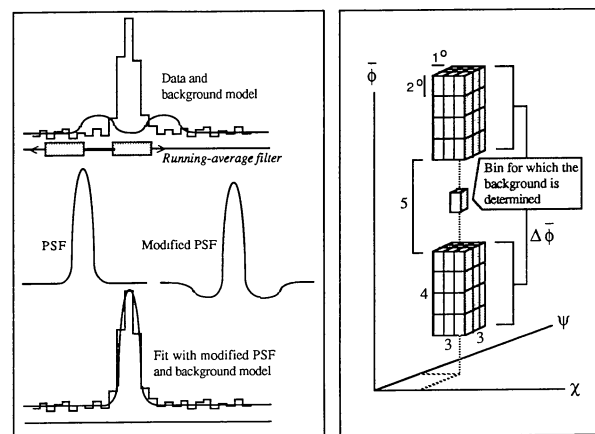 Data and
background model
Running-average filter
PSF
Modified PSF
Fit with modified PSF
and background model
φ̄
1°
2°
Bin for which the
background is
determined
5
Δ φ̄
4
3
3
ψ
χ